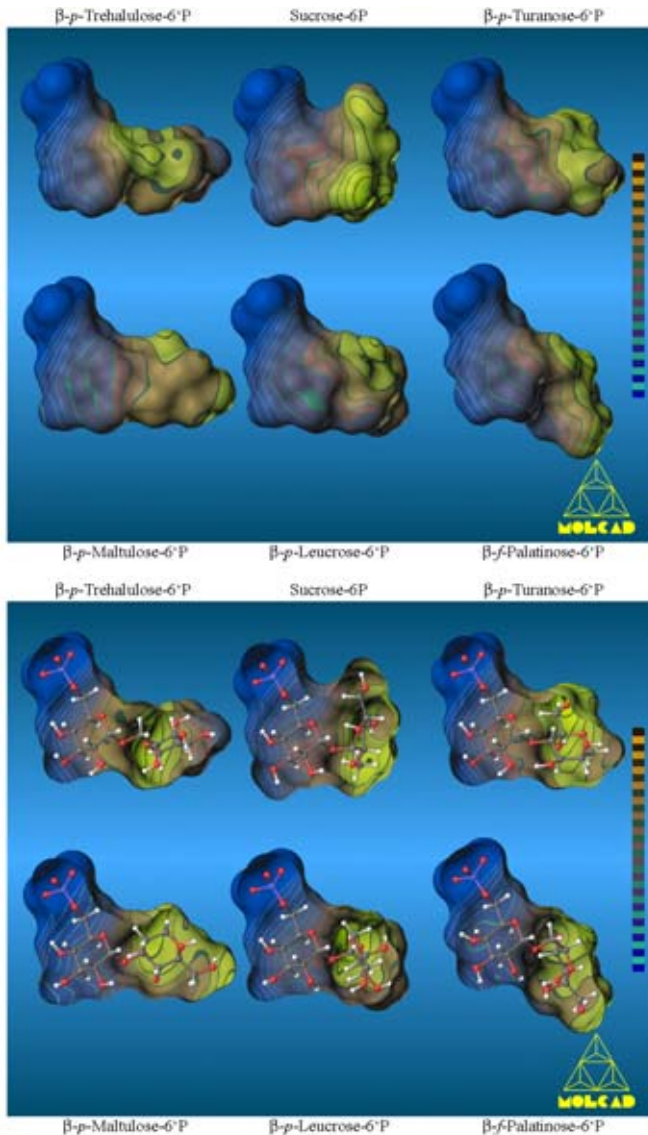 β-p-Trehalulose-6'P Sucrose-6P β-p-Turanose-6'P
MOLCAD
β-p-Maltulose-6'P β-p-Leucrose-6'P β-f-Palatinose-6'P
β-p-Trehalulose-6'P Sucrose-6P β-p-Turanose-6'P
MOLCAD
β-p-Maltulose-6'P β-p-Leucrose-6'P β-f-Palatinose-6'P